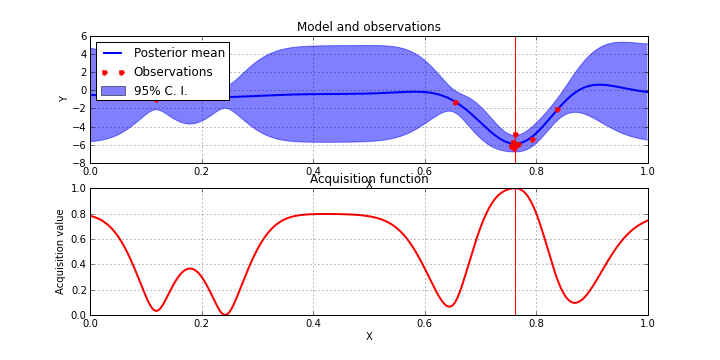 Model and observations
6
4
2
0
−2
−4
−6
−8
Y
Posterior mean
Observations
95% C. I.
0.0 0.2 0.4 0.6 0.8 1.0
X
Acquisition function
1.0
0.8
0.6
0.4
0.2
0.0
Acquisition value
0.0 0.2 0.4 0.6 0.8 1.0
X